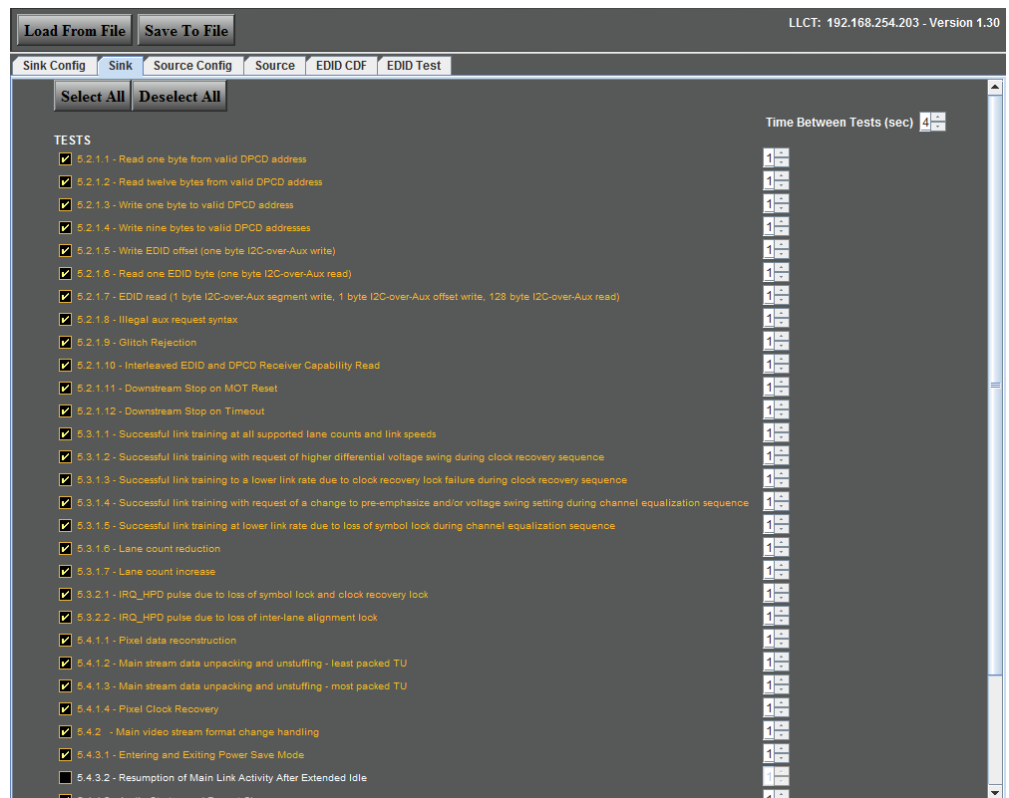 Load From File Save To File LLCT: 192.168.254.203 - Version 1.30
Sink Config Sink Source Config Source EDID CDF EDID Test
Select All Deselect All
Time Between Tests (sec) 4
TESTS
5.2.1.1 - Read one byte from valid DPCD address 1
5.2.1.2 - Read twelve bytes from valid DPCD address 1
5.2.1.3 - Write one byte to valid DPCD address 1
5.2.1.4 - Write nine bytes to valid DPCD addresses 1
5.2.1.5 - Write EDID offset (one byte I2C-over-Aux write) 1
5.2.1.6 - Read one EDID byte (one byte I2C-over-Aux read) 1
5.2.1.7 - EDID read (1 byte I2C-over-Aux segment write, 1 byte I2C-over-Aux offset write, 128 byte I2C-over-Aux read) 1
5.2.1.8 - Illegal aux request syntax 1
5.2.1.9 - Glitch Rejection 1
5.2.1.10 - Interleaved EDID and DPCD Receiver Capability Read 1
5.2.1.11 - Downstream Stop on MOT Reset 1
5.2.1.12 - Downstream Stop on Timeout 1
5.3.1.1 - Successful link training at all supported lane counts and link speeds 1
5.3.1.2 - Successful link training with request of higher differential voltage swing during clock recovery sequence 1
5.3.1.3 - Successful link training to a lower link rate due to clock recovery lock failure during clock recovery sequence 1
5.3.1.4 - Successful link training with request of a change to pre-emphasize and/or voltage swing setting during channel equalization sequence 1
5.3.1.5 - Successful link training at lower link rate due to loss of symbol lock during channel equalization sequence 1
5.3.1.6 - Lane count reduction 1
5.3.1.7 - Lane count increase 1
5.3.2.1 - IRQ_HPD pulse due to loss of symbol lock and clock recovery lock 1
5.3.2.2 - IRQ_HPD pulse due to loss of inter-lane alignment lock 1
5.4.1.1 - Pixel data reconstruction 1
5.4.1.2 - Main stream data unpacking and unstuffing - least packed TU 1
5.4.1.3 - Main stream data unpacking and unstuffing - most packed TU 1
5.4.1.4 - Pixel Clock Recovery 1
5.4.2 - Main video stream format change handling 1
5.4.3.1 - Entering and Exiting Power Save Mode 1
5.4.3.2 - Resumption of Main Link Activity After Extended Idle 1